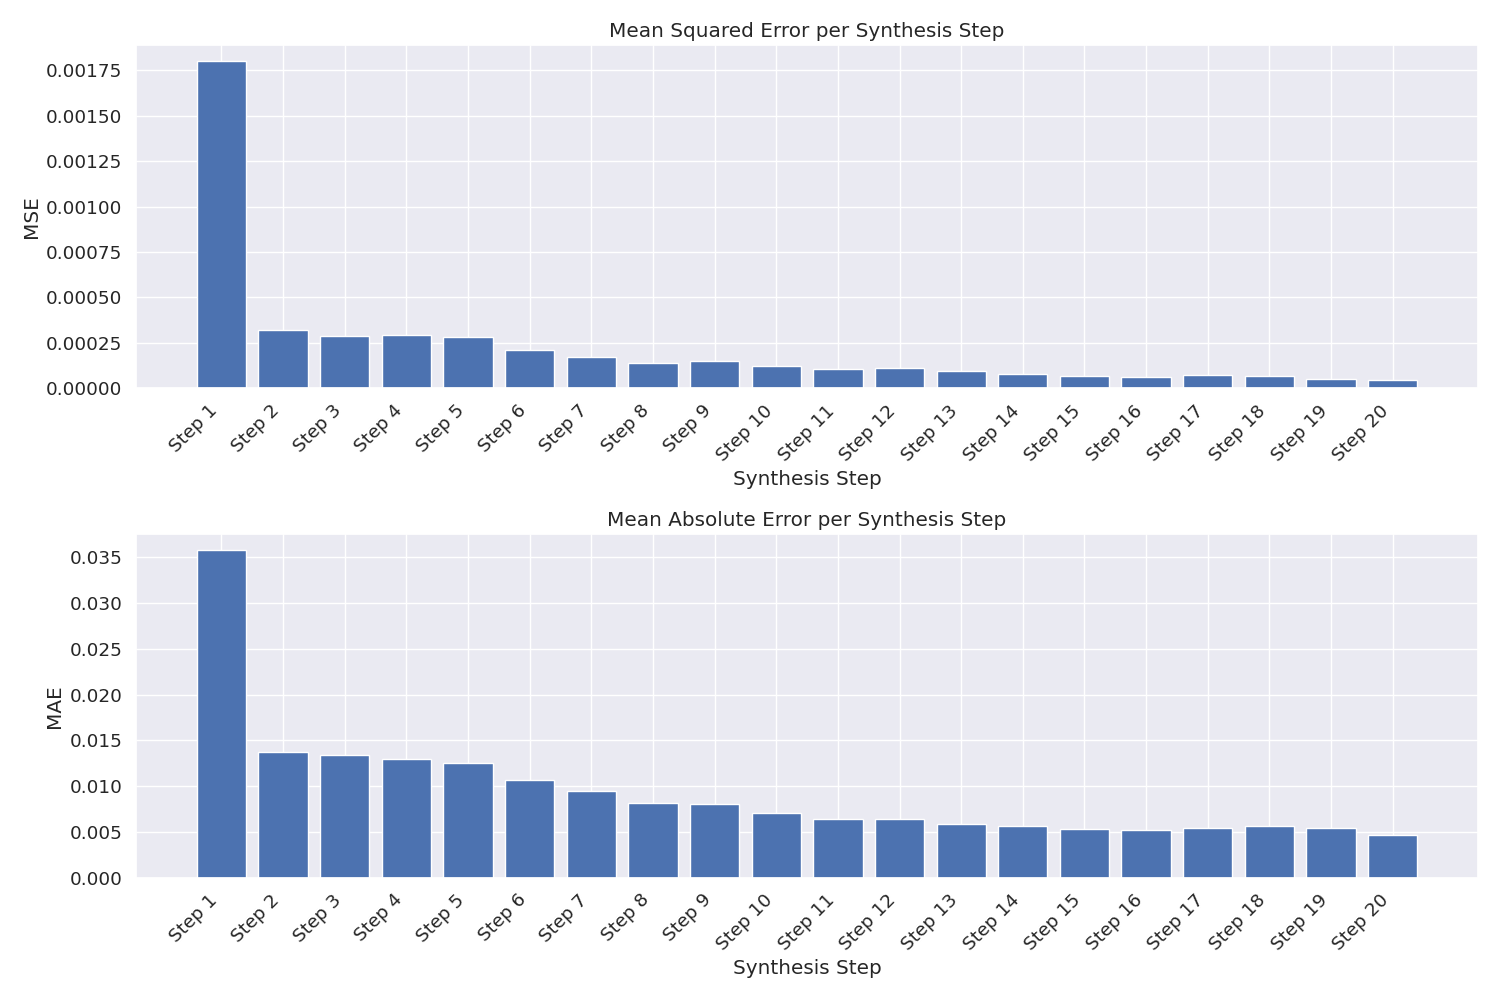 Mean Squared Error per Synthesis Step
0.00175
0.00150
0.00125
0.00100
0.00075
0.00050
0.00025
0.00000
MSE
Step 1
Step 2
Step 3
Step 4
Step 5
Step 6
Step 7
Step 8
Step 9
Step 10
Step 11
Step 12
Step 13
Step 14
Step 15
Step 16
Step 17
Step 18
Step 19
Step 20
Synthesis Step
Mean Absolute Error per Synthesis Step
0.035
0.030
0.025
0.020
0.015
0.010
0.005
0.000
MAE
Step 1
Step 2
Step 3
Step 4
Step 5
Step 6
Step 7
Step 8
Step 9
Step 10
Step 11
Step 12
Step 13
Step 14
Step 15
Step 16
Step 17
Step 18
Step 19
Step 20
Synthesis Step